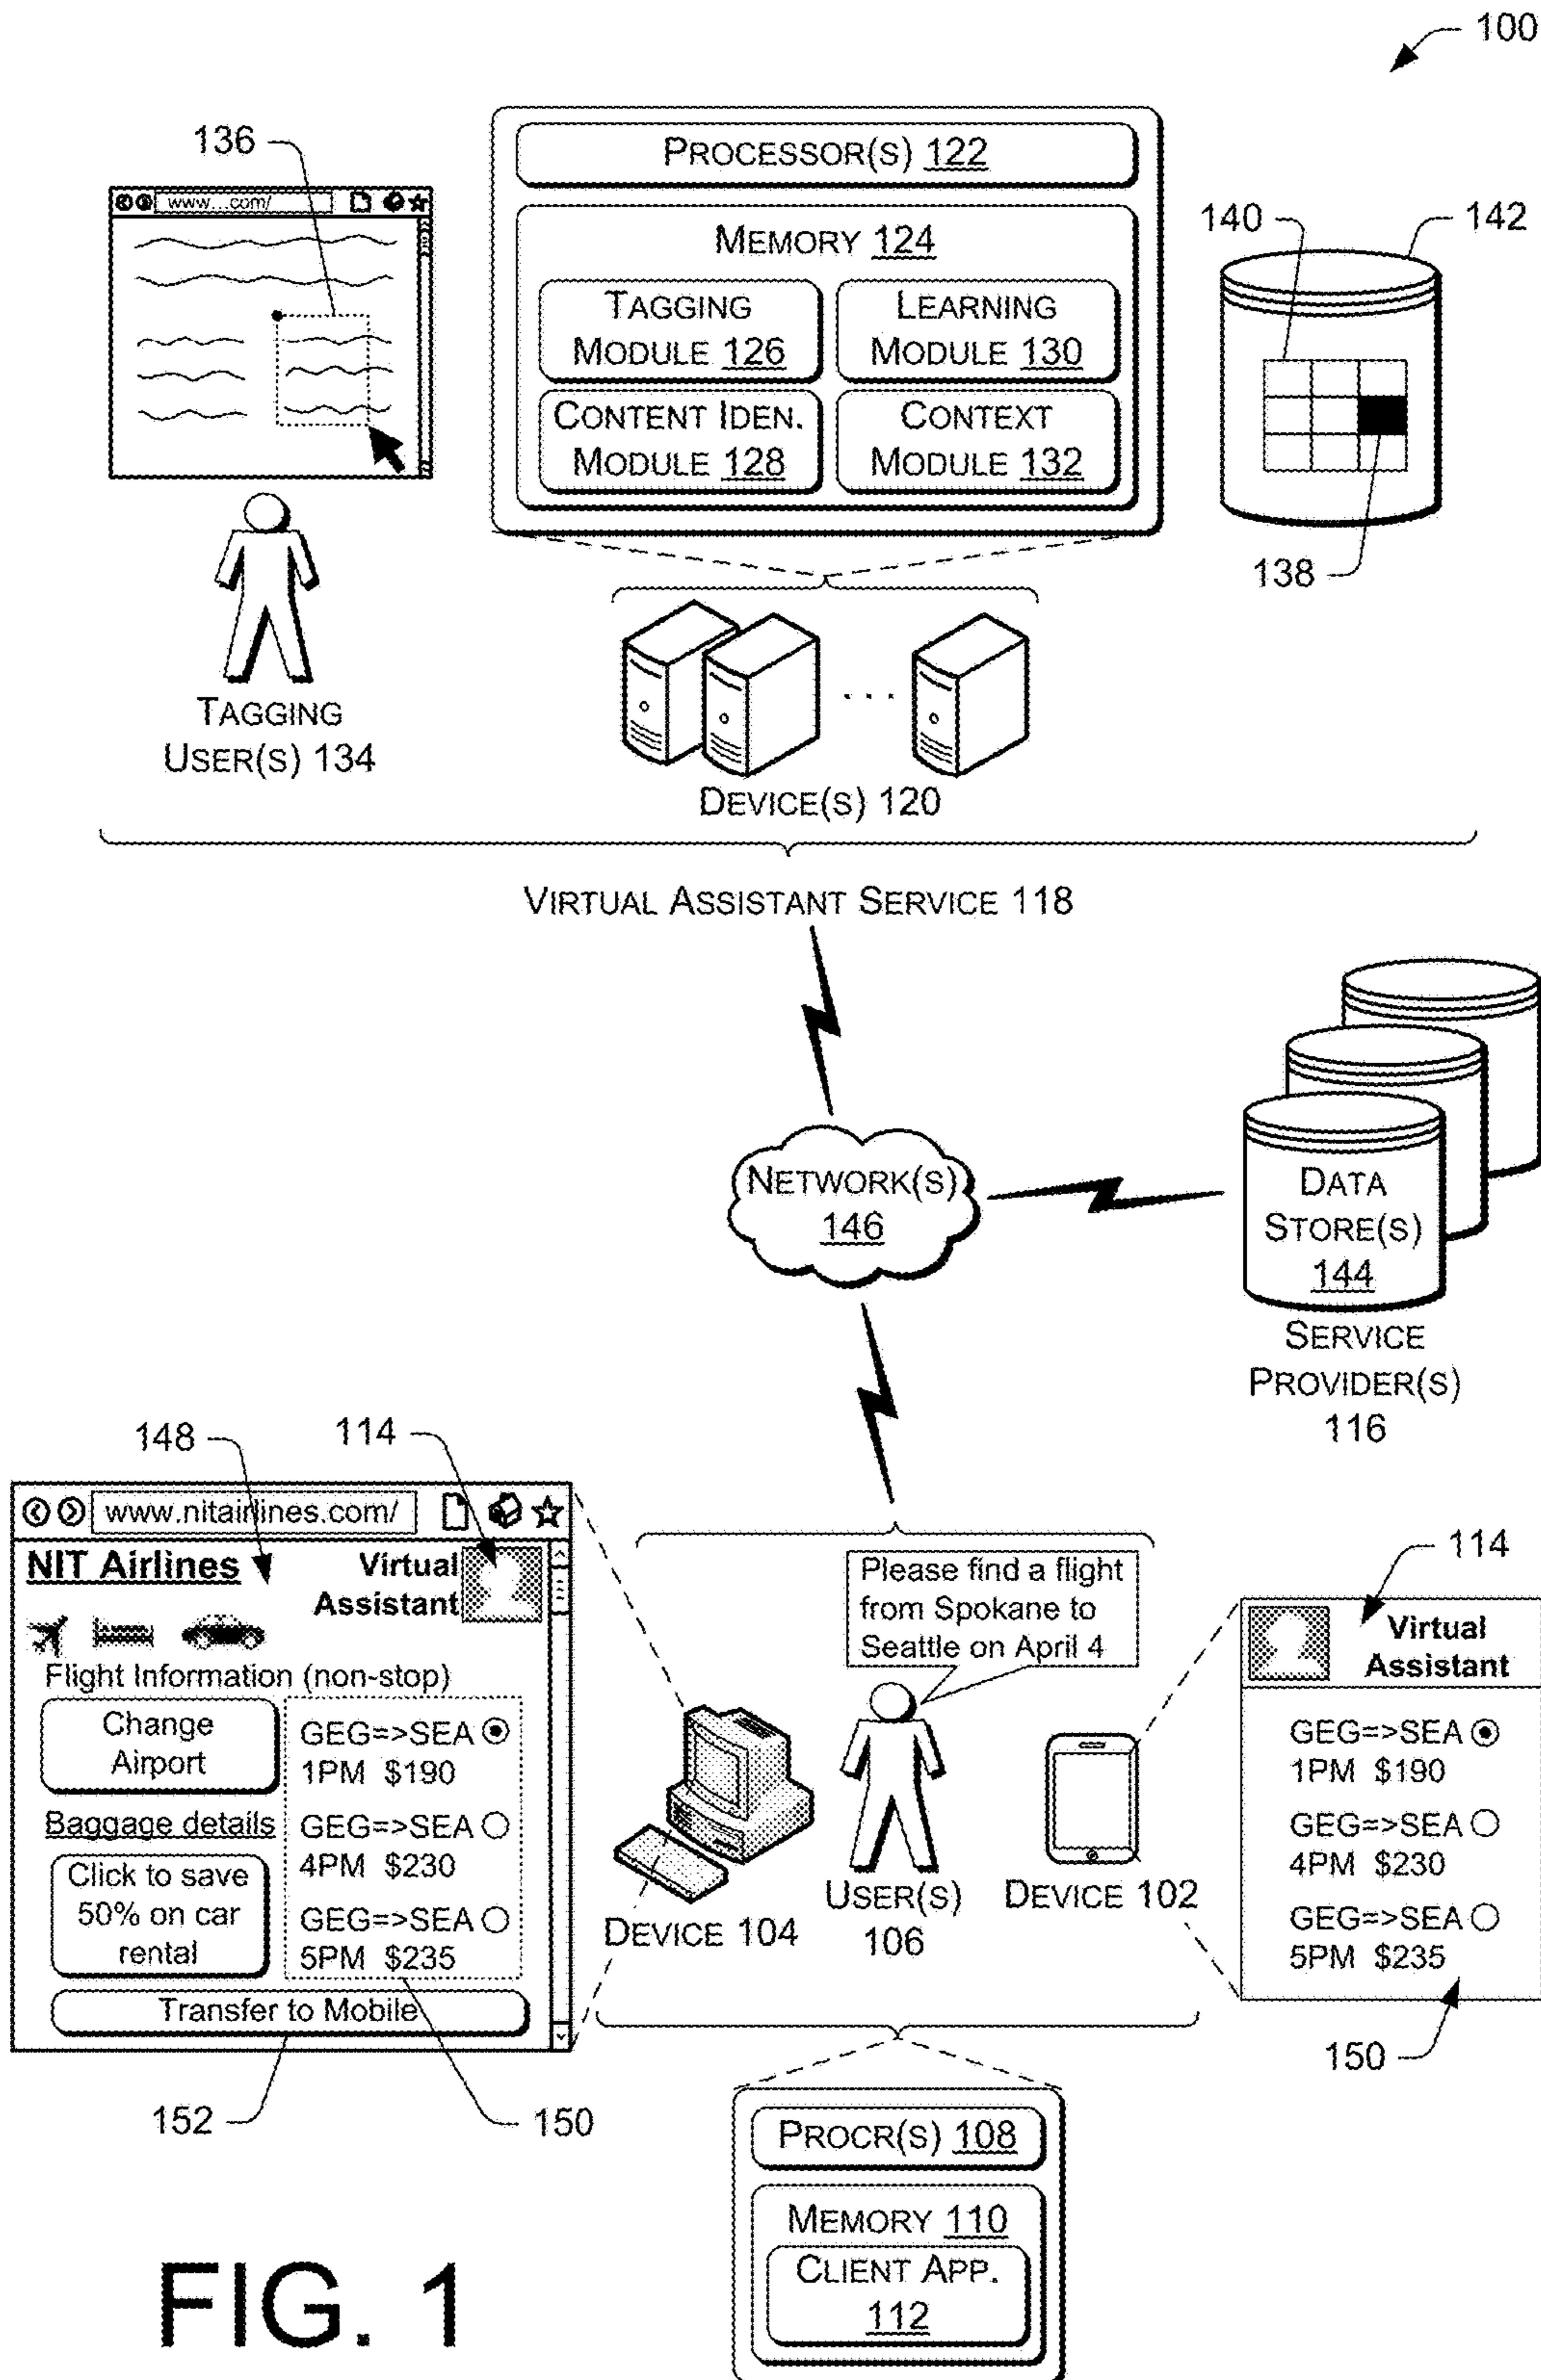 100
136
www...com/
PROCESSOR(S) 122
MEMORY 124
TAGGING
MODULE 126
LEARNING
MODULE 130
CONTENT IDEN.
MODULE 128
CONTEXT
MODULE 132
140
142
138
TAGGING
USER(S) 134
. . .
DEVICE(S) 120
VIRTUAL ASSISTANT SERVICE 118
NETWORK(S)
146
DATA
STORE(S)
144
SERVICE
PROVIDER(S)
116
148
114
www.nitairlines.com/
NIT Airlines
Virtual
Assistant
Flight Information (non-stop)
Change
Airport
Baggage details
Click to save
50% on car
rental
GEG=>SEA
1PM $190
GEG=>SEA
4PM $230
GEG=>SEA
5PM $235
Transfer to Mobile
152
150
Please find a flight
from Spokane to
Seattle on April 4
DEVICE 104
USER(S)
106
DEVICE 102
114
Virtual
Assistant
GEG=>SEA
1PM $190
GEG=>SEA
4PM $230
GEG=>SEA
5PM $235
150
PROCR(S) 108
MEMORY 110
CLIENT APP.
112
FIG. 1